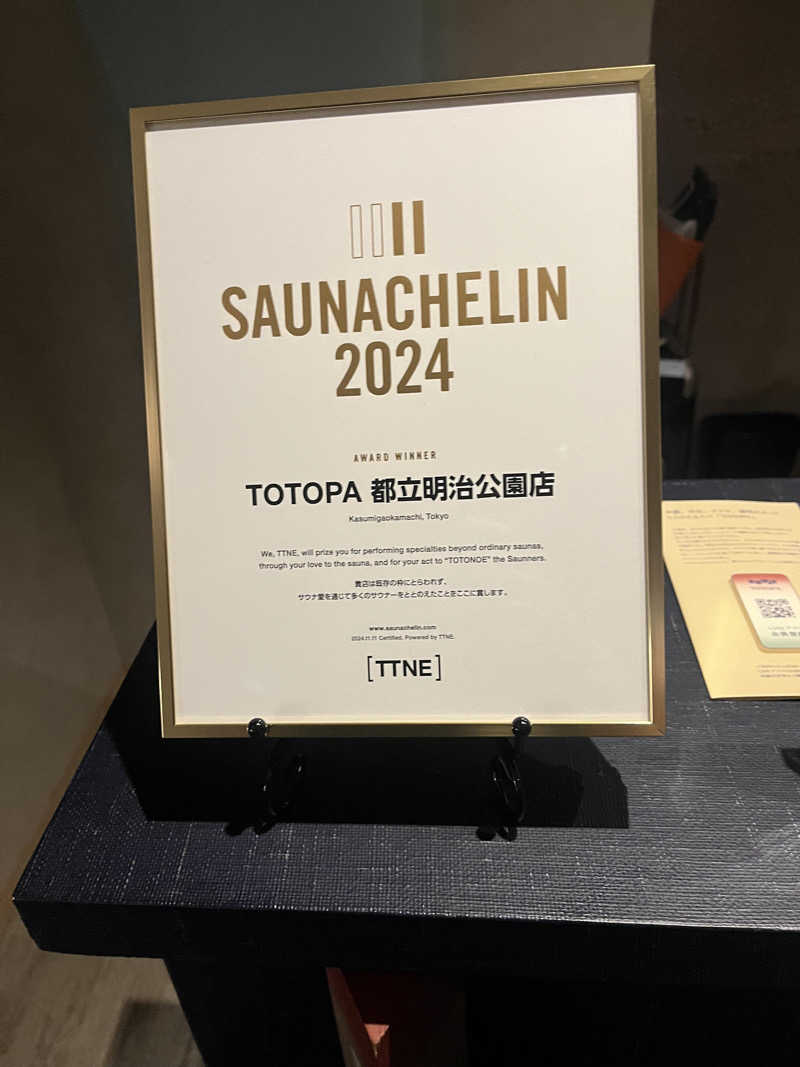 SAUNACHELIN
2024
AWARD WINNER
TOTOPA 都立明治公園店
Kasumigaokamachi, Tokyo
We, TTNE, will prize you for performing specialties beyond ordinary saunas,
through your love to the sauna, and for your act to "TOTONOE" the Saunners.
貴店は既存の枠にとらわれず、
サウナ愛を通じて多くのサウナーをととのえたことをここに賞します。
www.saunachelin.com
2024.11.11 Certified. Powered by TTNE.
[TTNE]